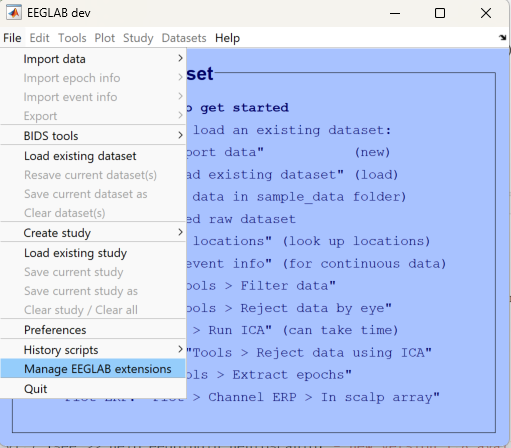 EEGLAB dev
File Edit Tools Plot Study Datasets Help
Import data
Import epoch info
Import event info
Export
BIDS tools
Load existing dataset
Resave current dataset(s)
Save current dataset as
Clear dataset(s)
Create study
Load existing study
Save current study
Save current study as
Clear study / Clear all
Preferences
History scripts
Manage EEGLAB extensions
Quit
set
o get started
load an existing dataset:
port data" (new)
ad existing dataset" (load)
data in sample_data folder)
ed raw dataset
locations" (look up locations)
event info" (for continuous data)
ools > Filter data"
ools > Reject data by eye"
> Run ICA" (can take time)
"Tools > Reject data using ICA"
ols > Extract epochs"
> Channel ERP > In scalp array"